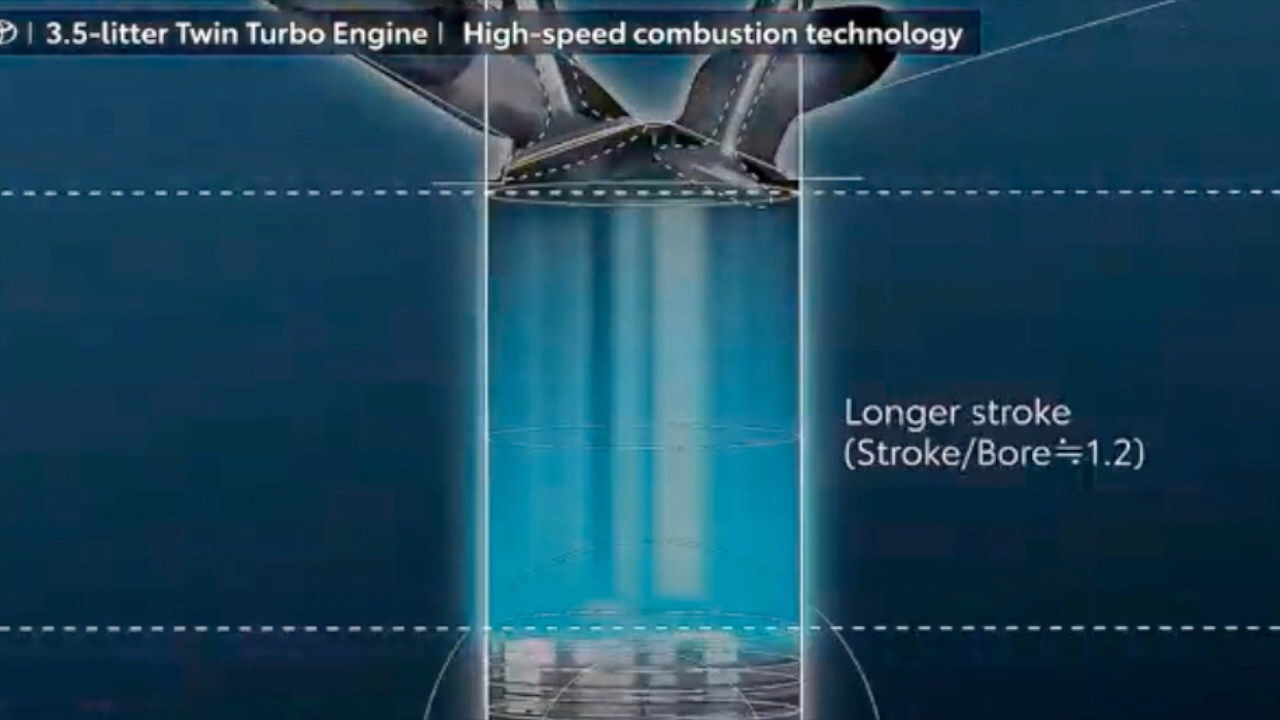 | 3.5-litter Twin Turbo Engine | High-speed combustion technology
Longer stroke
(Stroke/Bore≒1.2)